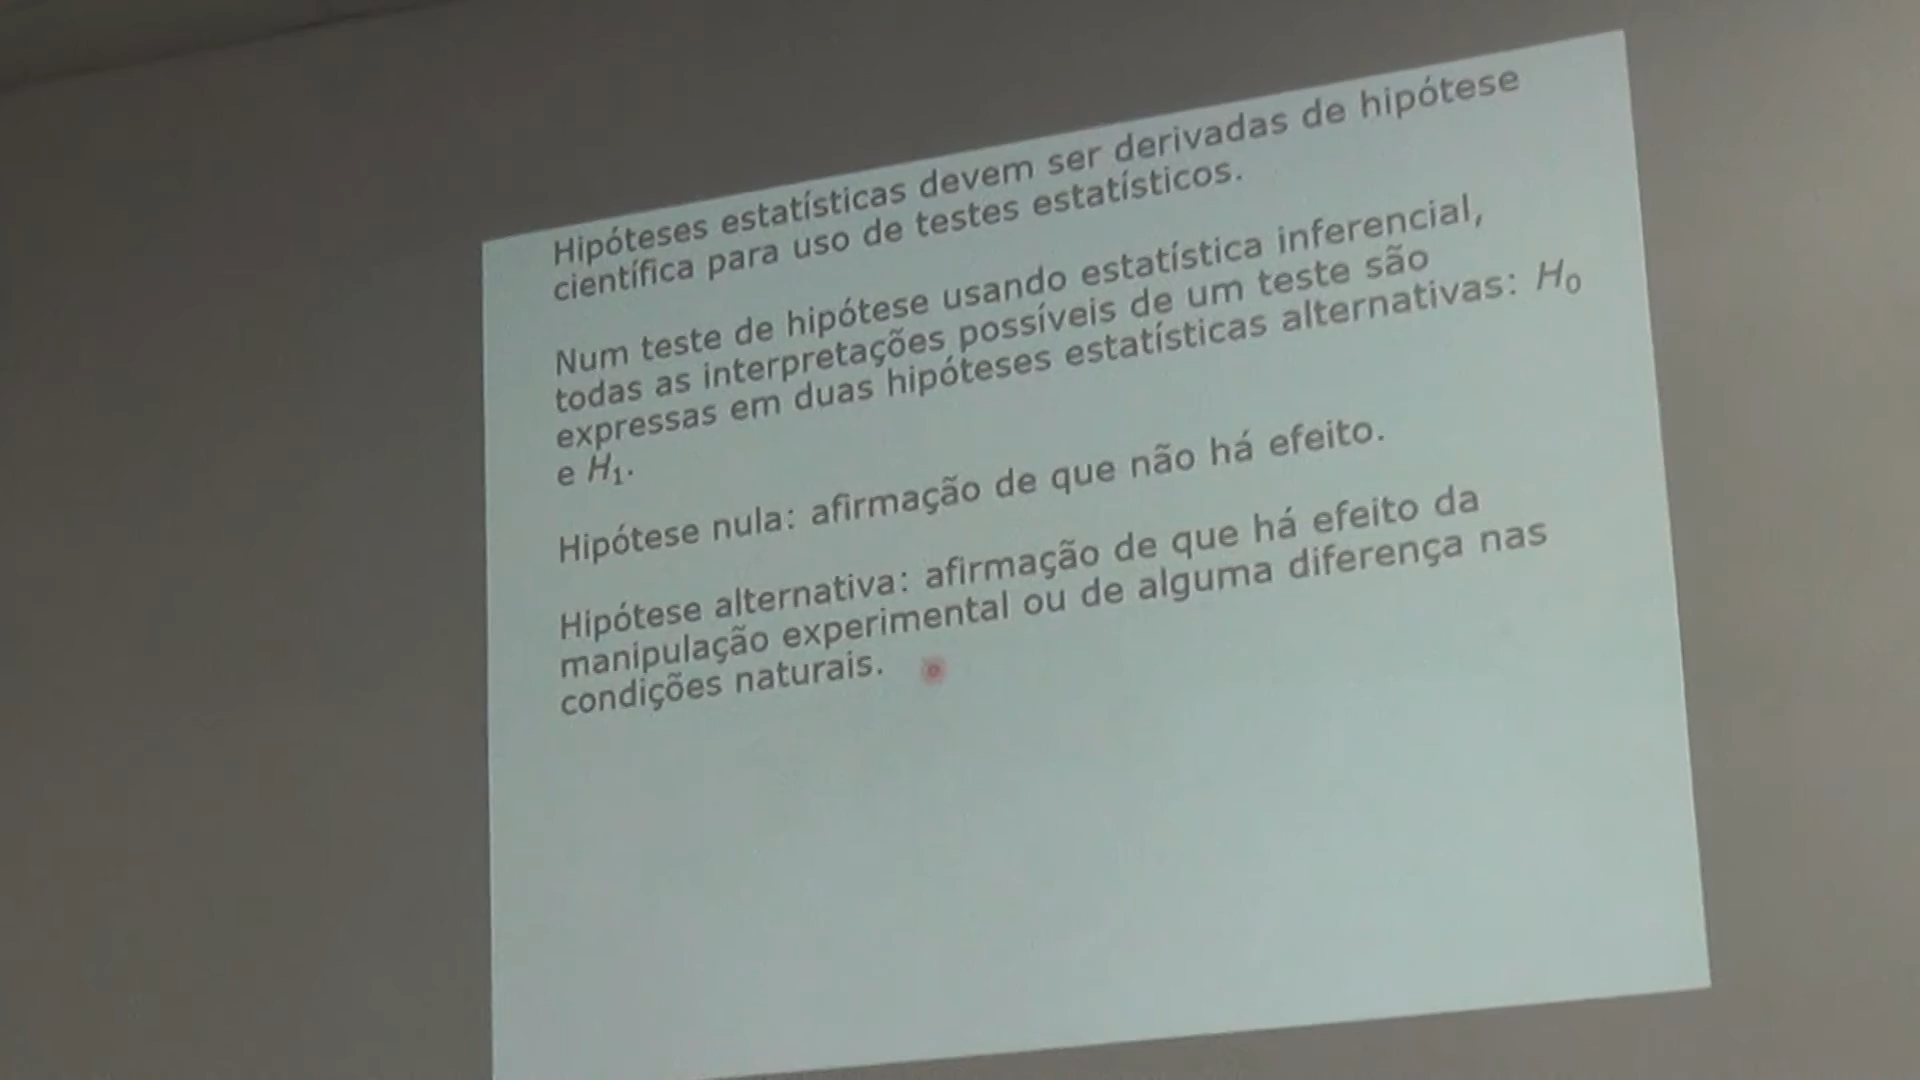 Hipóteses estatísticas devem ser derivadas de hipótese
científica para uso de testes estatísticos.
Num teste de hipótese usando estatística inferencial,
todas as interpretações possíveis de um teste são
expressas em duas hipóteses estatísticas alternativas: H₀
e H₁.
Hipótese nula: afirmação de que não há efeito.
Hipótese alternativa: afirmação de que há efeito da
manipulação experimental ou de alguma diferença nas
condições naturais.